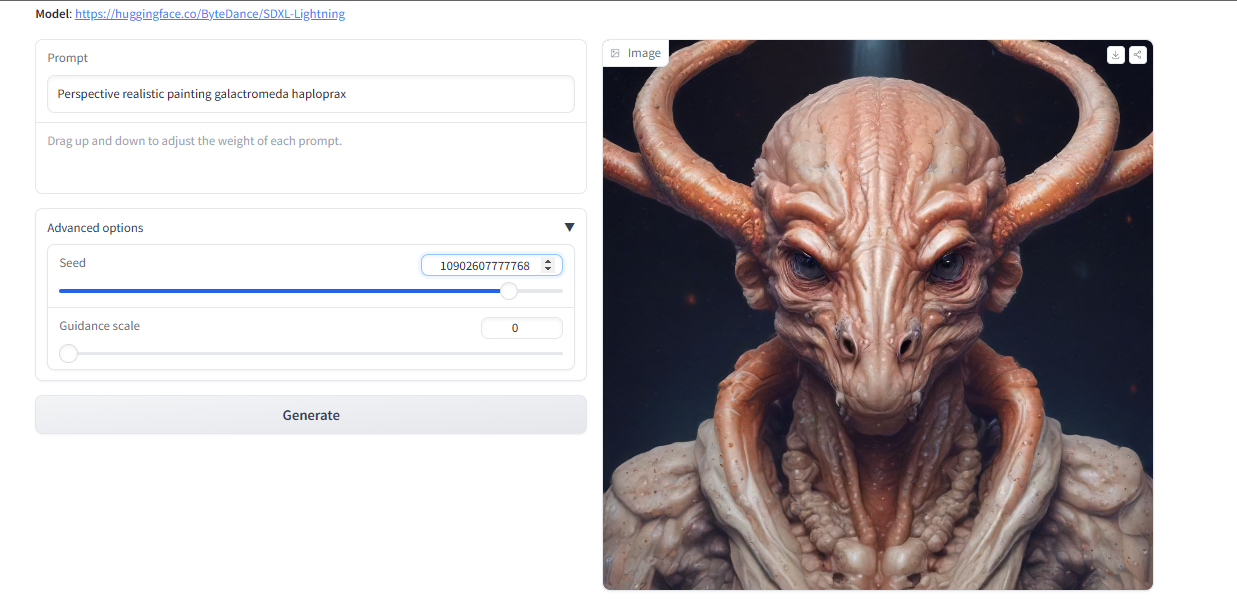 Model: https://huggingface.co/ByteDance/SDXL-Lightning
Prompt
Perspective realistic painting galactromeda haploprax
Drag up and down to adjust the weight of each prompt.
Advanced options
Seed
10902607777768
Guidance scale
0
Generate
Image